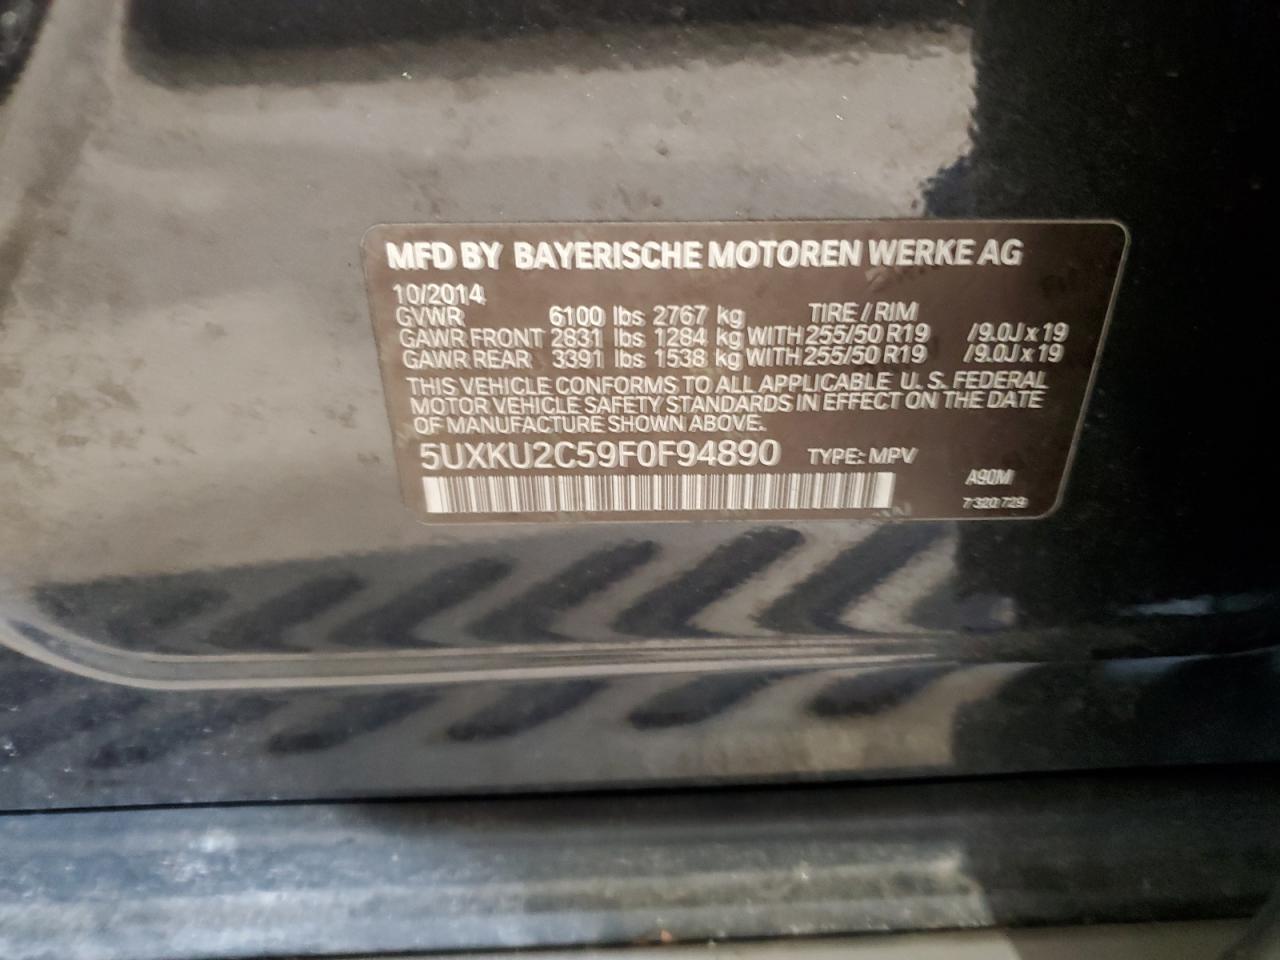 MFD BY BAYERISCHE MOTOREN WERKE AG
10/2014
GVWR 6100 lbs 2767 kg TIRE / RIM
GAWR FRONT 2831 lbs 1284 kg WITH 255/50 R19 /9.0J x 19
GAWR REAR 3391 lbs 1538 kg WITH 255/50 R19 /9.0J x 19
THIS VEHICLE CONFORMS TO ALL APPLICABLE U. S. FEDERAL
MOTOR VEHICLE SAFETY STANDARDS IN EFFECT ON THE DATE
OF MANUFACTURE SHOWN ABOVE.
5UXKU2C59F0F94890 TYPE: MPV
A90M
7 320 729